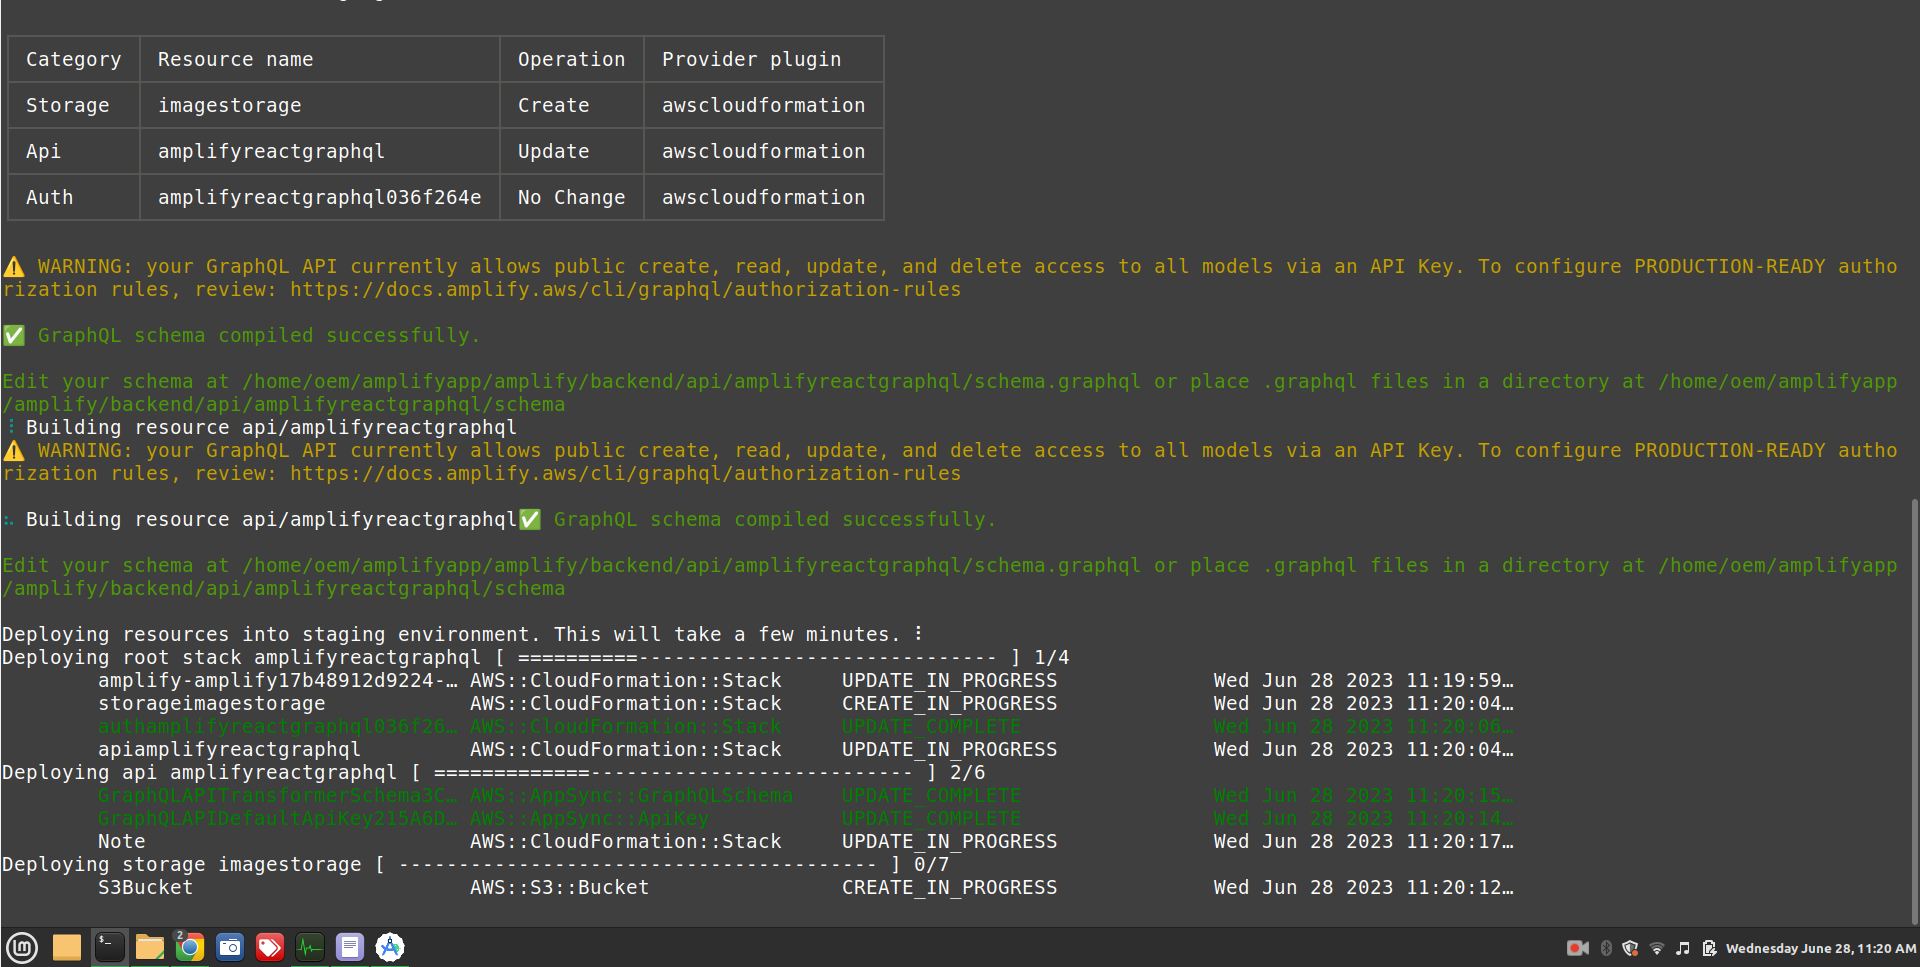 Category Resource name Operation Provider plugin
Storage imagestorage Create awscloudformation
Api amplifyreactgraphql Update awscloudformation
Auth amplifyreactgraphql036f264e No Change awscloudformation
⚠️ WARNING: your GraphQL API currently allows public create, read, update, and delete access to all models via an API Key. To configure PRODUCTION-READY autho
rization rules, review: https://docs.amplify.aws/cli/graphql/authorization-rules
✅ GraphQL schema compiled successfully.
Edit your schema at /home/oem/amplifyapp/amplify/backend/api/amplifyreactgraphql/schema.graphql or place .graphql files in a directory at /home/oem/amplifyapp
/amplify/backend/api/amplifyreactgraphql/schema
⠸ Building resource api/amplifyreactgraphql
⚠️ WARNING: your GraphQL API currently allows public create, read, update, and delete access to all models via an API Key. To configure PRODUCTION-READY autho
rization rules, review: https://docs.amplify.aws/cli/graphql/authorization-rules
⠦ Building resource api/amplifyreactgraphql✅ GraphQL schema compiled successfully.
Edit your schema at /home/oem/amplifyapp/amplify/backend/api/amplifyreactgraphql/schema.graphql or place .graphql files in a directory at /home/oem/amplifyapp
/amplify/backend/api/amplifyreactgraphql/schema
Deploying resources into staging environment. This will take a few minutes. ⠸
Deploying root stack amplifyreactgraphql [ ==========------------------------------ ] 1/4
amplify-amplify17b48912d9224-… AWS::CloudFormation::Stack UPDATE_IN_PROGRESS Wed Jun 28 2023 11:19:59…
storageimagestorage AWS::CloudFormation::Stack CREATE_IN_PROGRESS Wed Jun 28 2023 11:20:04…
authamplifyreactgraphql036f26… AWS::CloudFormation::Stack UPDATE_COMPLETE Wed Jun 28 2023 11:20:06…
apiamplifyreactgraphql AWS::CloudFormation::Stack UPDATE_IN_PROGRESS Wed Jun 28 2023 11:20:04…
Deploying api amplifyreactgraphql [ =============--------------------------- ] 2/6
GraphQLAPITransformerSchema3C… AWS::AppSync::GraphQLSchema UPDATE_COMPLETE Wed Jun 28 2023 11:20:15…
GraphQLAPIDefaultApiKey215A6D… AWS::AppSync::ApiKey UPDATE_COMPLETE Wed Jun 28 2023 11:20:14…
Note AWS::CloudFormation::Stack UPDATE_IN_PROGRESS Wed Jun 28 2023 11:20:17…
Deploying storage imagestorage [ ---------------------------------------- ] 0/7
S3Bucket AWS::S3::Bucket CREATE_IN_PROGRESS Wed Jun 28 2023 11:20:12…
2
Wednesday June 28, 11:20 AM